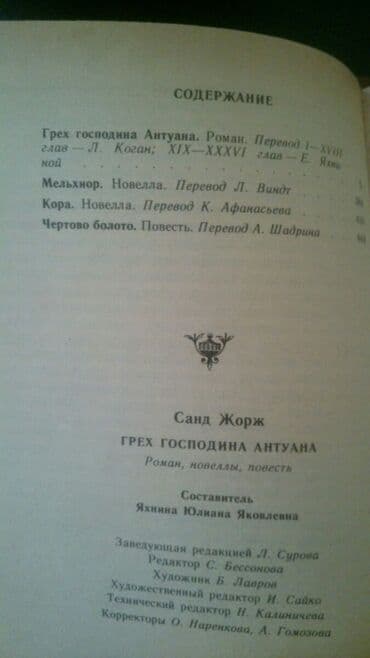 СОДЕРЖАНИЕ
Грех господина Антуана. Роман. Перевод I—XVIII
глав — Л. Коган; XIX—XXXVI глав — Е. Яхни-
ной
Мельхиор. Новелла. Перевод Л. Виндт
Кора. Новелла. Перевод К. Афанасьева
Чертово болото. Повесть. Перевод А. Шадрина
Санд Жорж
ГРЕХ ГОСПОДИНА АНТУАНА
Роман, новеллы, повесть
Составитель
Яхнина Юлиана Яковлевна
Заведующая редакцией Л. Сурова
Редактор С. Бессонова
Художник Б. Лавров
Художественный редактор И. Сайко
Технический редактор Н. Калиничева
Корректоры О. Наренкова, А. Гомозова